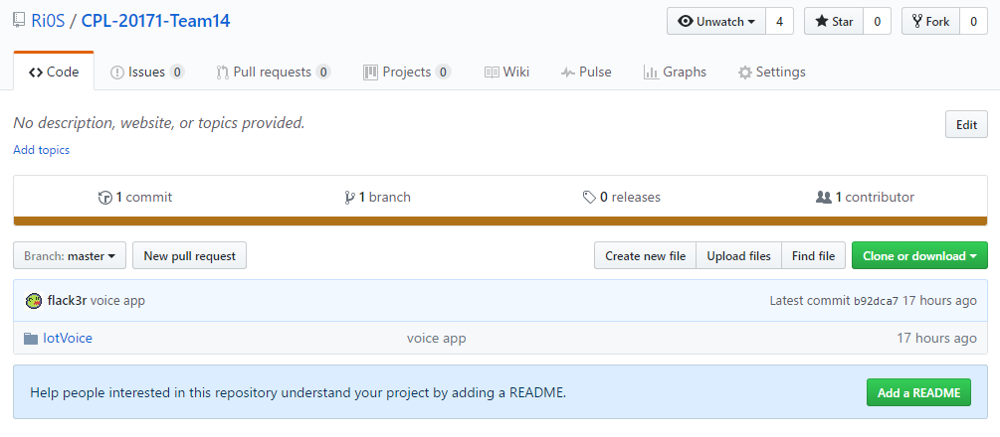 Ri0S / CPL-20171-Team14 Unwatch 4 Star 0 Fork 0
Code Issues 0 Pull requests 0 Projects 0 Wiki Pulse Graphs Settings
No description, website, or topics provided. Edit
Add topics
1 commit 1 branch 0 releases 1 contributor
Branch: master New pull request Create new file Upload files Find file Clone or download
flack3r voice app Latest commit b92dca7 17 hours ago
IotVoice voice app 17 hours ago
Help people interested in this repository understand your project by adding a README. Add a README